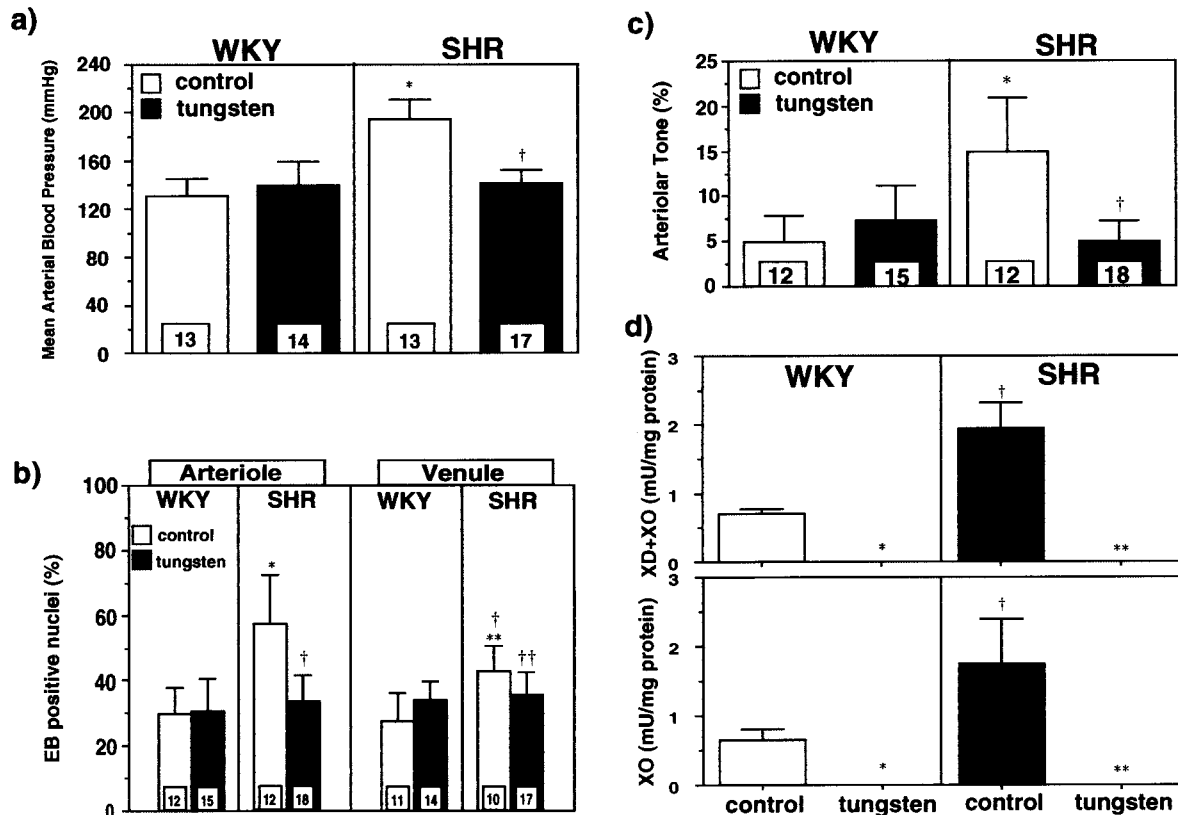 a)
WKY SHR
Mean Arterial Blood Pressure (mmHg)
240
200
160
120
80
40
0
control
tungsten
*
†
13 14 13 17
b)
Arteriole Venule
WKY SHR WKY SHR
EB positive nuclei (%)
100
80
60
40
20
0
control
tungsten
*
†
†
**
††
12 15 12 18 11 14 10 17
c)
WKY SHR
Arteriolar Tone (%)
25
20
15
10
5
0
control
tungsten
*
†
12 15 12 18
d)
WKY SHR
XD+XO (mU/mg protein)
3
2
1
0
†
* **
XO (mU/mg protein)
3
2
1
0
†
* **
control tungsten control tungsten